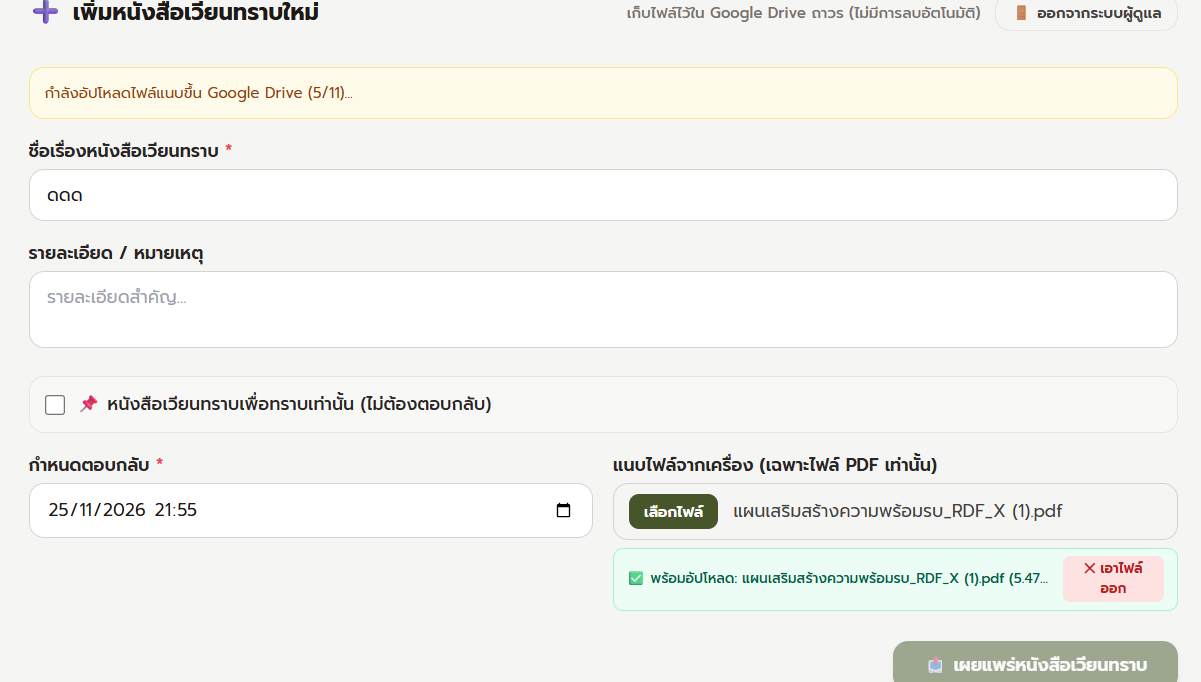 เพิ่มหนังสือเวียนทราบใหม่
เก็บไฟล์ไว้ใน Google Drive ถาวร (ไม่มีการลบอัตโนมัติ)
ออกจากระบบผู้ดูแล
กำลังอัปโหลดไฟล์แนบขึ้น Google Drive (5/11)...
ชื่อเรื่องหนังสือเวียนทราบ *
ดดด
รายละเอียด / หมายเหตุ
รายละเอียดสำคัญ...
หนังสือเวียนทราบเพื่อทราบเท่านั้น (ไม่ต้องตอบกลับ)
กำหนดตอบกลับ *
25/11/2026 21:55
แนบไฟล์จากเครื่อง (เฉพาะไฟล์ PDF เท่านั้น)
เลือกไฟล์ แผนเสริมสร้างความพร้อมรบ_RDF_X (1).pdf
พร้อมอัปโหลด: แผนเสริมสร้างความพร้อมรบ_RDF_X (1).pdf (5.47...
เอาไฟล์
ออก
เผยแพร่หนังสือเวียนทราบ